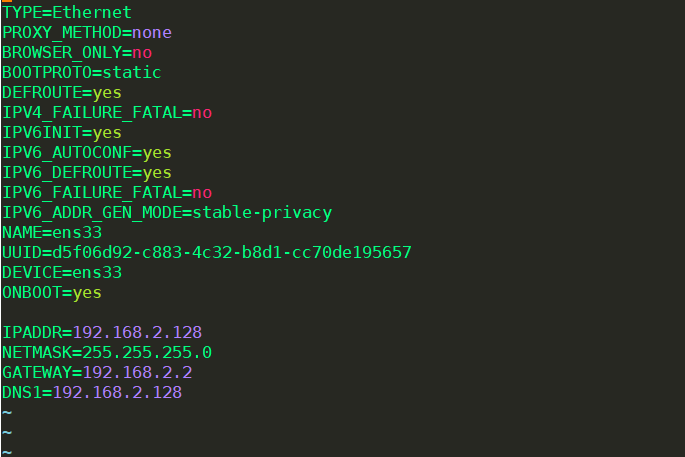 TYPE=Ethernet
PROXY_METHOD=none
BROWSER_ONLY=no
BOOTPROTO=static
DEFROUTE=yes
IPV4_FAILURE_FATAL=no
IPV6INIT=yes
IPV6_AUTOCONF=yes
IPV6_DEFROUTE=yes
IPV6_FAILURE_FATAL=no
IPV6_ADDR_GEN_MODE=stable-privacy
NAME=ens33
UUID=d5f06d92-c883-4c32-b8d1-cc70de195657
DEVICE=ens33
ONBOOT=yes

IPADDR=192.168.2.128
NETMASK=255.255.255.0
GATEWAY=192.168.2.2
DNS1=192.168.2.128
~
~
~